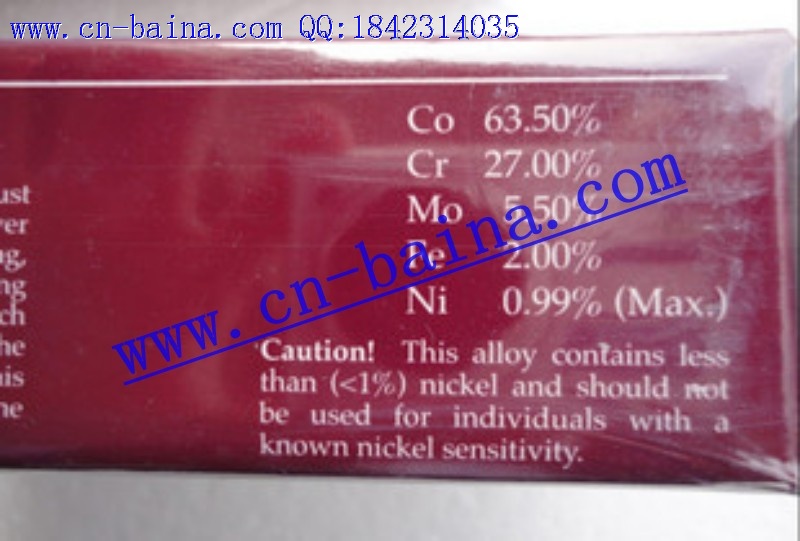 www.cn-baina.com QQ:1842314035
Co 63.50%
Cr 27.00%
Mo 5.50%
Fe 2.00%
Ni 0.99% (Max.)
www.cn-baina.com
Caution! This alloy contains less
than (<1%) nickel and should not
be used for individuals with a
known nickel sensitivity.